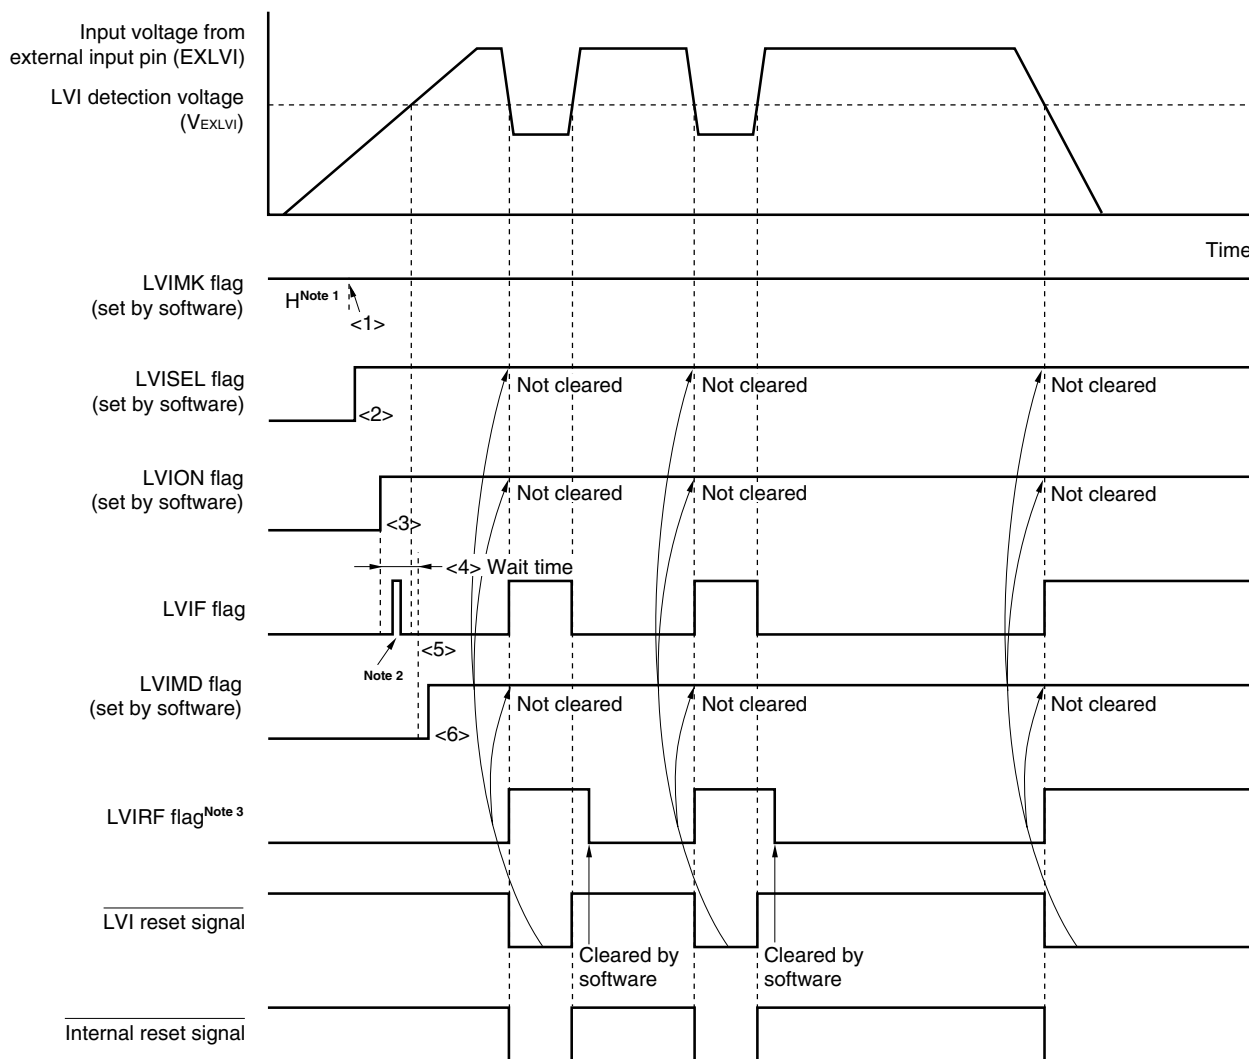 Input voltage from
external input pin (EXLVI)
LVI detection voltage
(VEXLVI)
Time
LVIMK flag
(set by software)
H Note 1
<1>
LVISEL flag
(set by software)
<2>
Not cleared
Not cleared
Not cleared
LVION flag
(set by software)
<3>
Not cleared
Not cleared
Not cleared
<4> Wait time
LVIF flag
Note 2
<5>
LVIMD flag
(set by software)
<6>
Not cleared
Not cleared
Not cleared
LVIRF flag Note 3
LVI reset signal
Cleared by
software
Cleared by
software
Internal reset signal